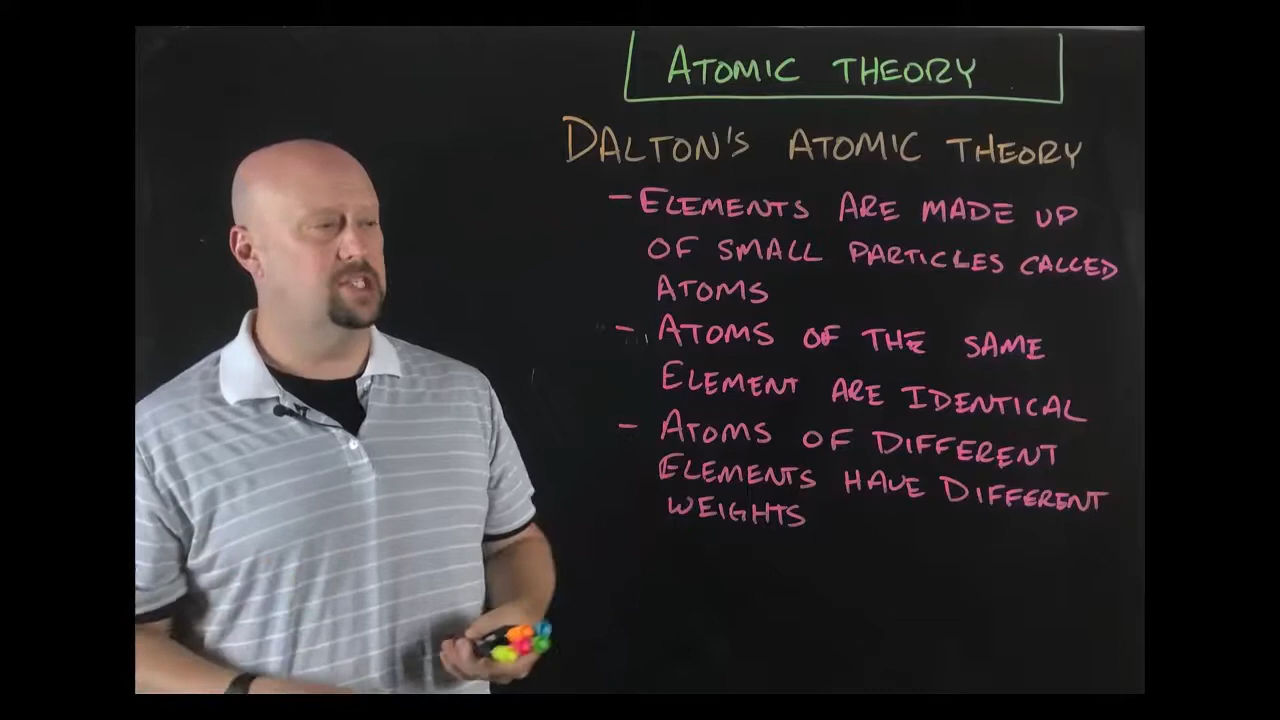 ATOMIC THEORY
DALTON'S ATOMIC THEORY
- ELEMENTS ARE MADE UP
OF SMALL PARTICLES CALLED
ATOMS
- ATOMS OF THE SAME
ELEMENT ARE IDENTICAL
- ATOMS OF DIFFERENT
ELEMENTS HAVE DIFFERENT
WEIGHTS